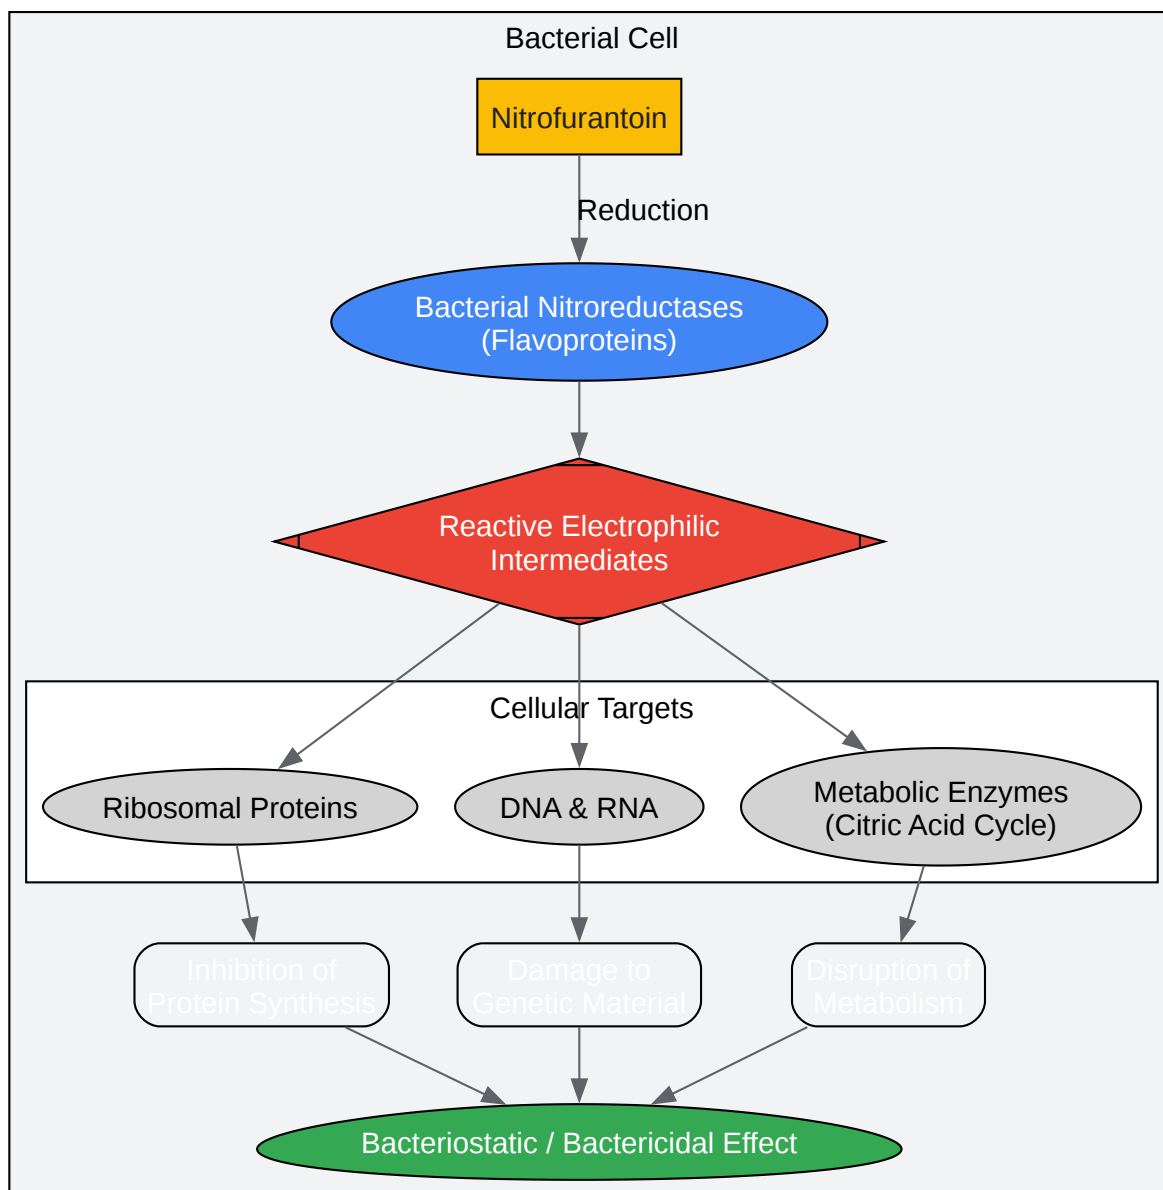 Bacterial Cell
Nitrofurantoin
Reduction
Bacterial Nitroreductases
(Flavoproteins)
Reactive Electrophilic
Intermediates
Cellular Targets
Ribosomal Proteins
DNA & RNA
Metabolic Enzymes
(Citric Acid Cycle)
Inhibition of
Protein Synthesis
Damage to
Genetic Material
Disruption of
Metabolism
Bacteriostatic / Bactericidal Effect